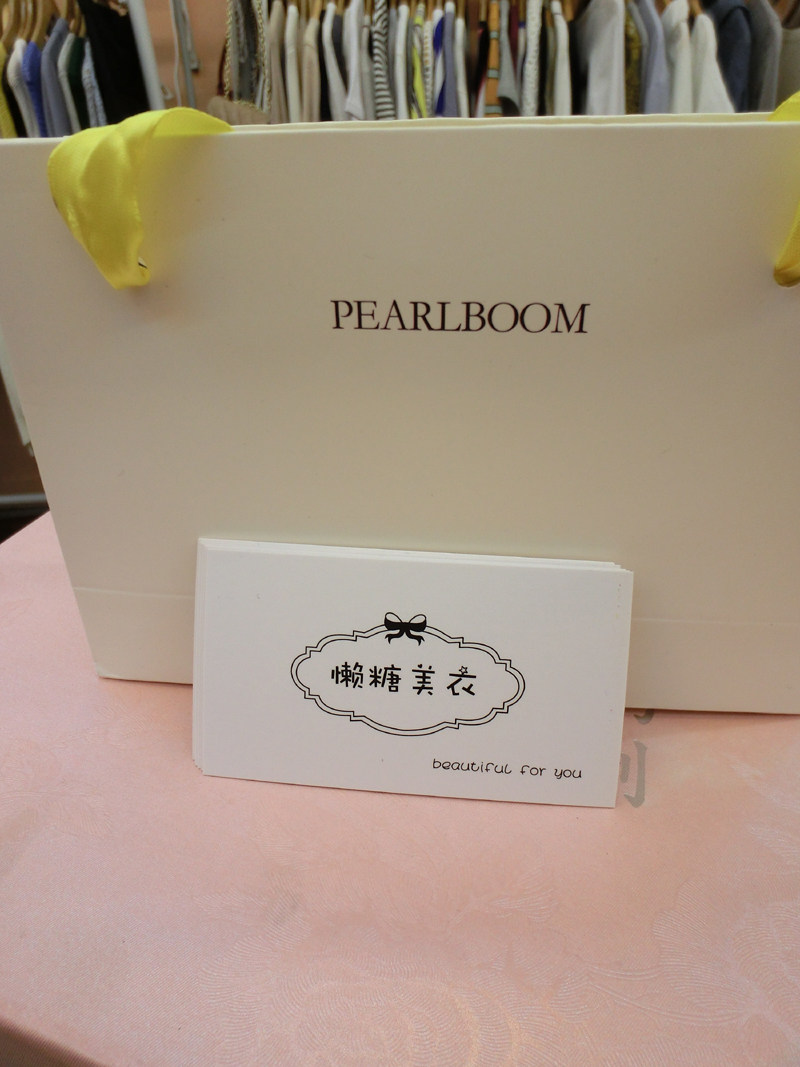 PEARLBOOM
懒糖美衣
beautiful for you